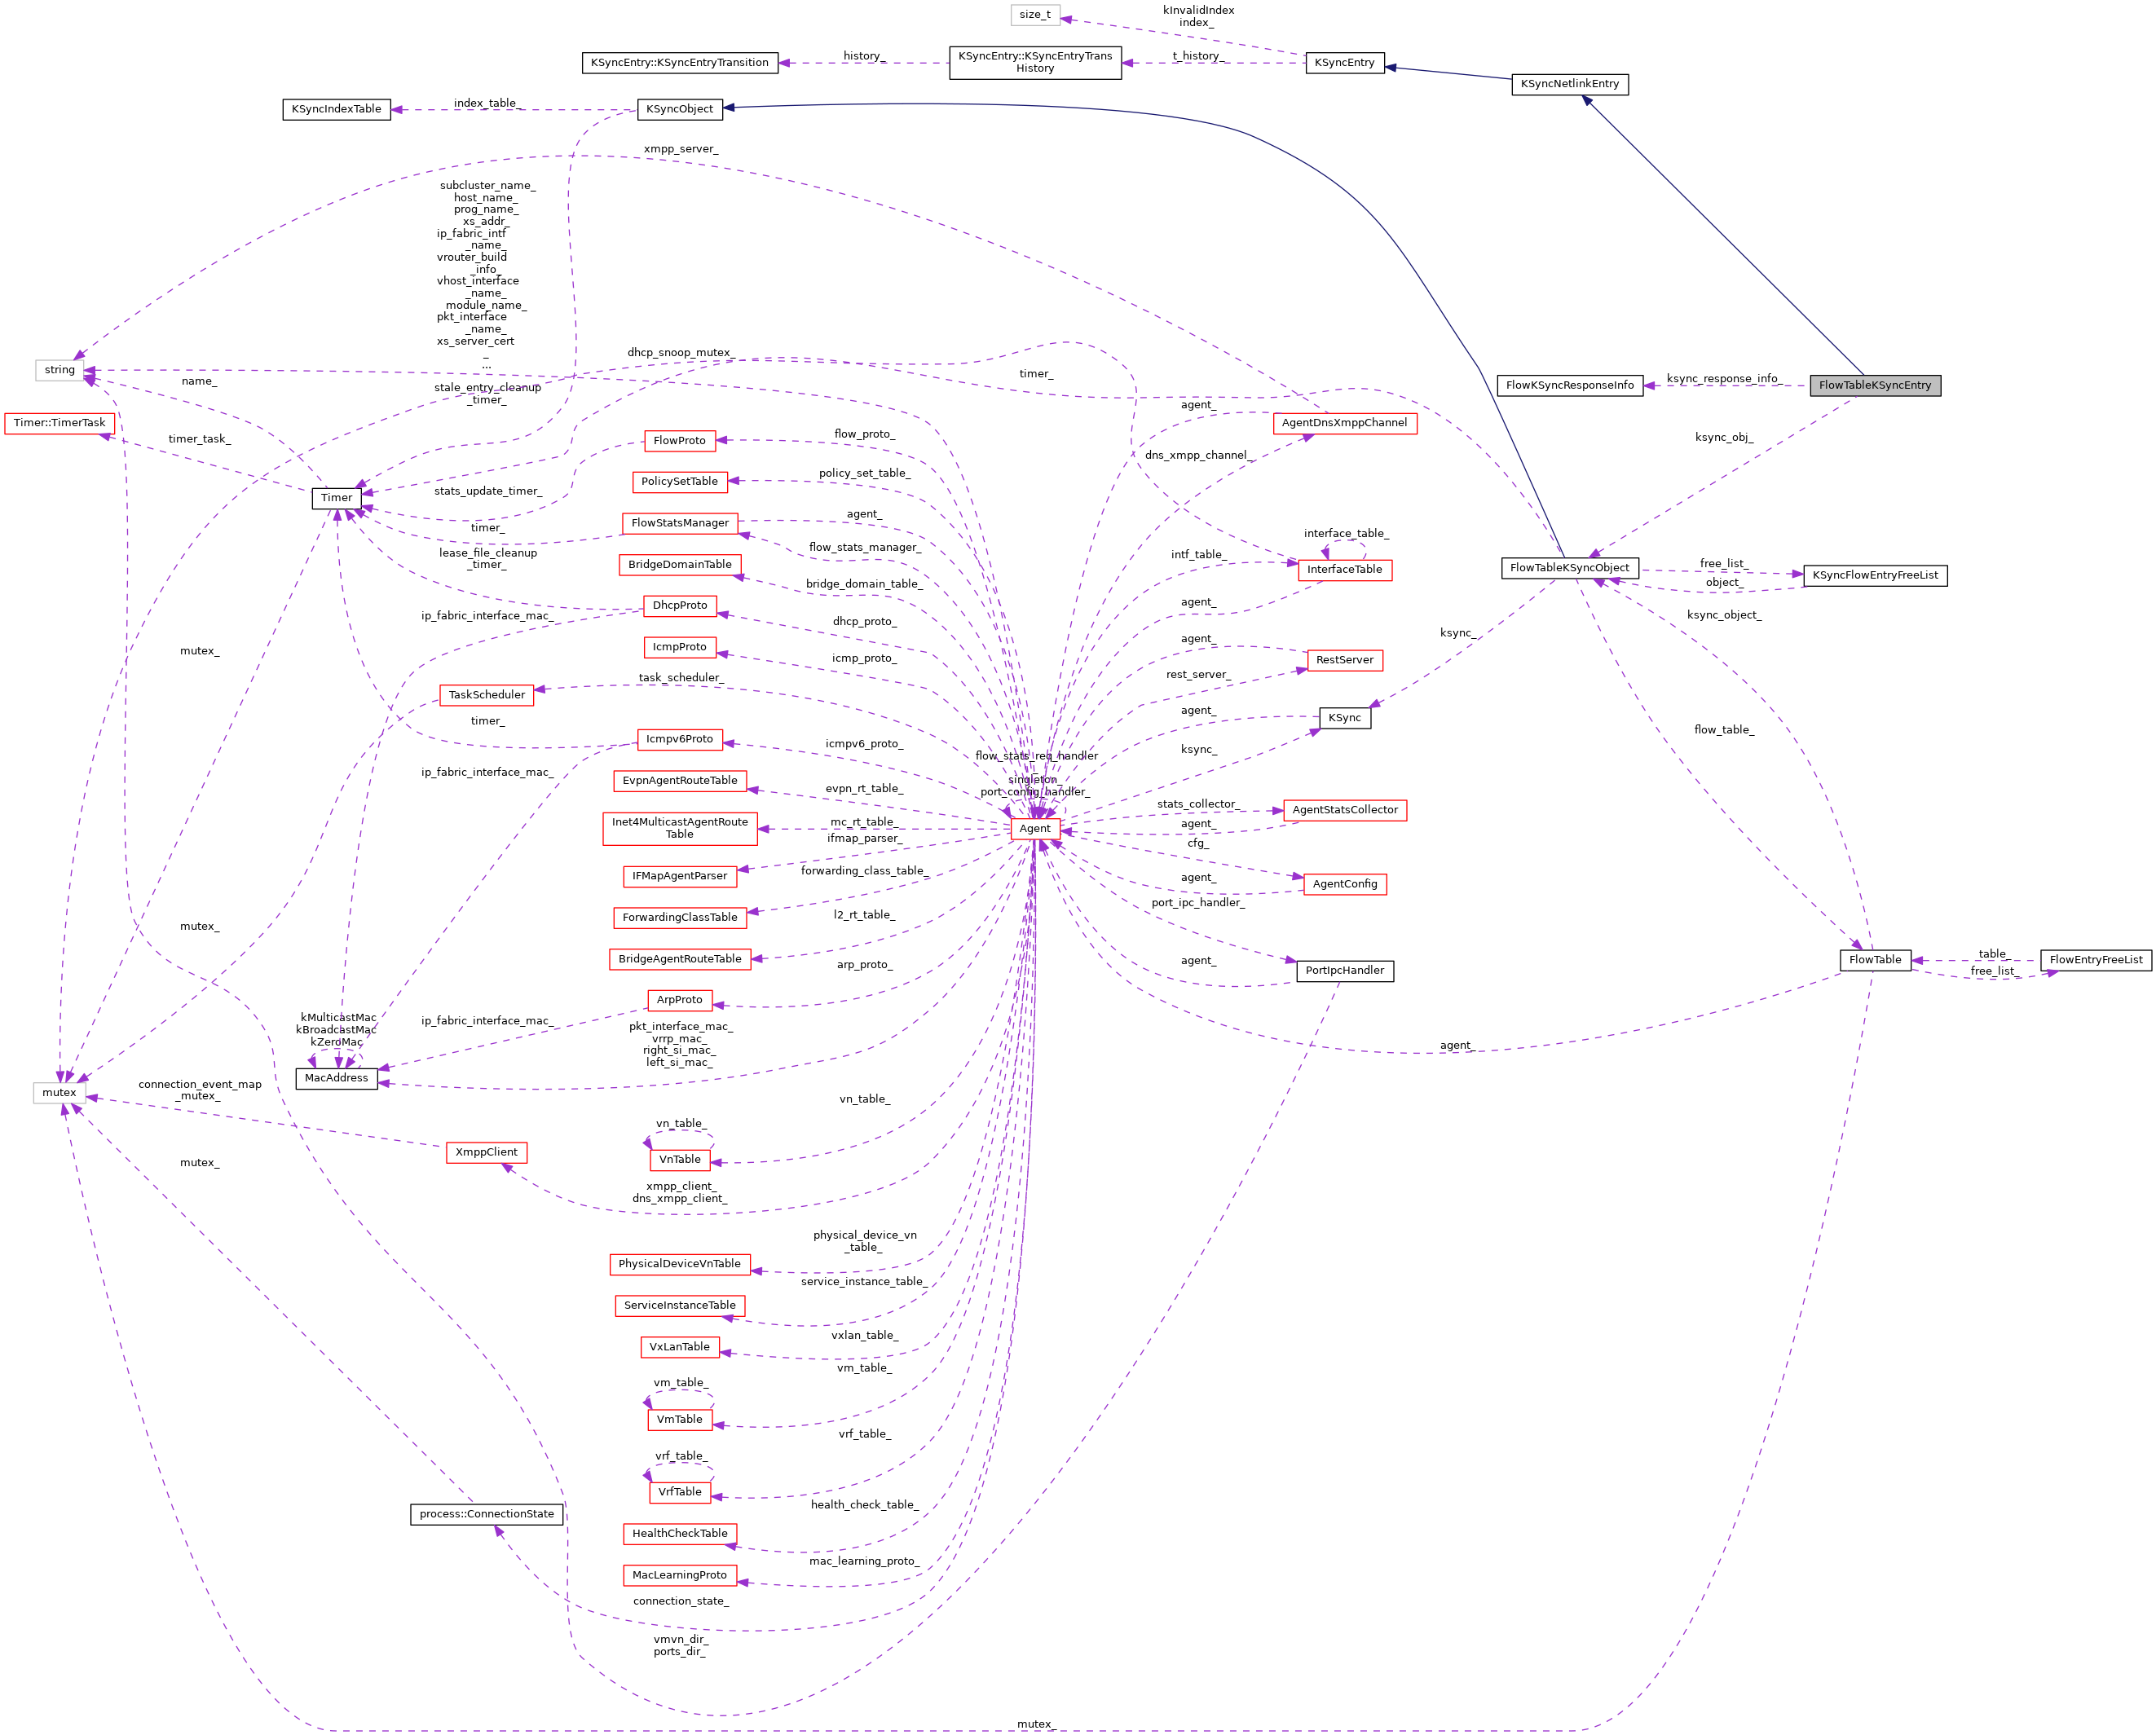 size_t
kInvalidIndex
index_
KSyncEntry::KSyncEntryTransition
history_
KSyncEntry::KSyncEntryTrans
History
t_history_
KSyncEntry
KSyncNetlinkEntry
KSyncIndexTable
index_table_
KSyncObject
xmpp_server_
subcluster_name_
host_name_
prog_name_
xs_addr_
ip_fabric_intf
_name_
vrouter_build
_info_
vhost_interface
_name_
module_name_
pkt_interface
_name_
xs_server_cert
_
...
dhcp_snoop_mutex_
timer_
string
name_
stale_entry_cleanup
_timer_
FlowKSyncResponseInfo
ksync_response_info_
FlowTableKSyncEntry
agent_
Timer::TimerTask
timer_task_
FlowProto
flow_proto_
AgentDnsXmppChannel
ksync_obj_
dns_xmpp_channel_
PolicySetTable
policy_set_table_
Timer
stats_update_timer_
FlowStatsManager
agent_
timer_
interface_table_
flow_stats_manager_
intf_table_
lease_file_cleanup
_timer_
BridgeDomainTable
InterfaceTable
FlowTableKSyncObject
free_list_
KSyncFlowEntryFreeList
object_
bridge_domain_table_
DhcpProto
agent_
ip_fabric_interface_mac_
dhcp_proto_
ksync_object_
ksync_
agent_
IcmpProto
icmp_proto_
RestServer
mutex_
task_scheduler_
rest_server_
TaskScheduler
agent_
KSync
timer_
flow_table_
Icmpv6Proto
icmpv6_proto_
ksync_
flow_stats_req_handler
_
ip_fabric_interface_mac_
EvpnAgentRouteTable
evpn_rt_table_
singleton_
port_config_handler_
stats_collector_
AgentStatsCollector
Inet4MulticastAgentRoute
Table
mc_rt_table_
Agent
agent_
ifmap_parser_
cfg_
IFMapAgentParser
forwarding_class_table_
agent_
AgentConfig
port_ipc_handler_
ForwardingClassTable
l2_rt_table_
mutex_
BridgeAgentRouteTable
arp_proto_
agent_
PortIpcHandler
FlowTable
table_
FlowEntryFreeList
free_list_
ArpProto
kMulticastMac
kBroadcastMac
kZeroMac
ip_fabric_interface_mac_
pkt_interface_mac_
vrrp_mac_
right_si_mac_
left_si_mac_
agent_
MacAddress
mutex
connection_event_map
_mutex_
vn_table_
vn_table_
XmppClient
VnTable
mutex_
xmpp_client_
dns_xmpp_client_
physical_device_vn
_table_
PhysicalDeviceVnTable
service_instance_table_
ServiceInstanceTable
vxlan_table_
VxLanTable
vm_table_
vm_table_
VmTable
vrf_table_
vrf_table_
VrfTable
health_check_table_
process::ConnectionState
HealthCheckTable
mac_learning_proto_
MacLearningProto
connection_state_
vmvn_dir_
ports_dir_
mutex_